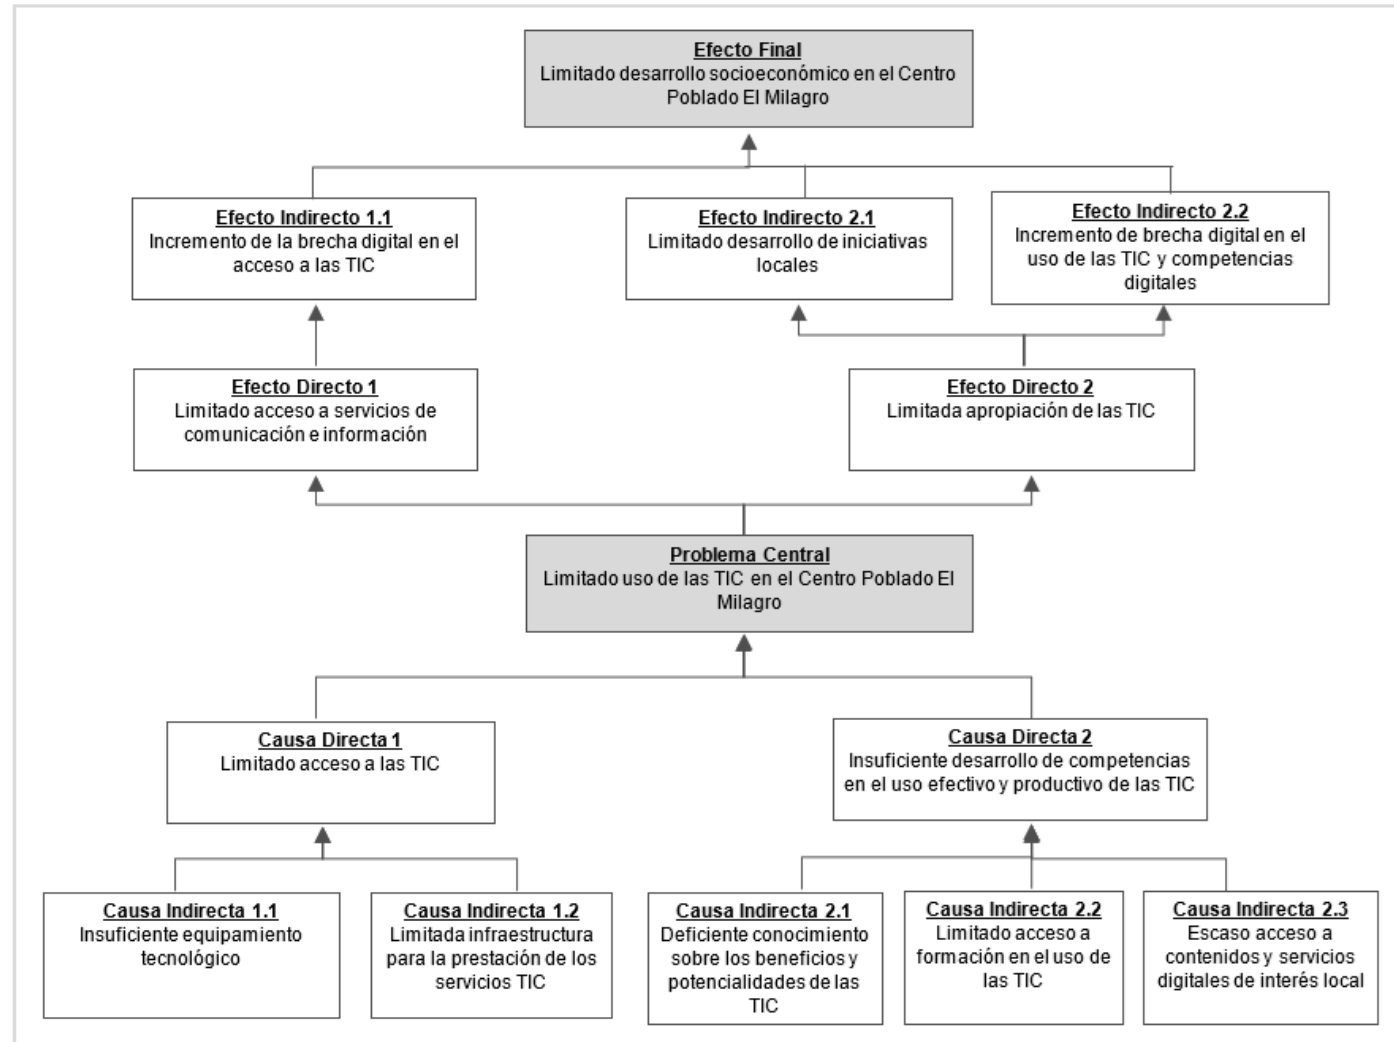 Efecto Final
Limitado desarrollo socioeconómico en el Centro
Poblado El Milagro
Efecto Indirecto 1.1
Incremento de la brecha digital en el
acceso a las TIC
Efecto Indirecto 2.1
Limitado desarrollo de iniciativas
locales
Efecto Indirecto 2.2
Incremento de brecha digital en el
uso de las TIC y competencias
digitales
Efecto Directo 1
Limitado acceso a servicios de
comunicación e información
Efecto Directo 2
Limitada apropiación de las TIC
Problema Central
Limitado uso de las TIC en el Centro Poblado El
Milagro
Causa Directa 1
Limitado acceso a las TIC
Causa Directa 2
Insuficiente desarrollo de competencias
en el uso efectivo y productivo de las TIC
Causa Indirecta 1.1
Insuficiente equipamiento
tecnológico
Causa Indirecta 1.2
Limitada infraestructura
para la prestación de los
servicios TIC
Causa Indirecta 2.1
Deficiente conocimiento
sobre los beneficios y
potencialidades de las
TIC
Causa Indirecta 2.2
Limitado acceso a
formación en el uso de
las TIC
Causa Indirecta 2.3
Escaso acceso a
contenidos y servicios
digitales de interés local